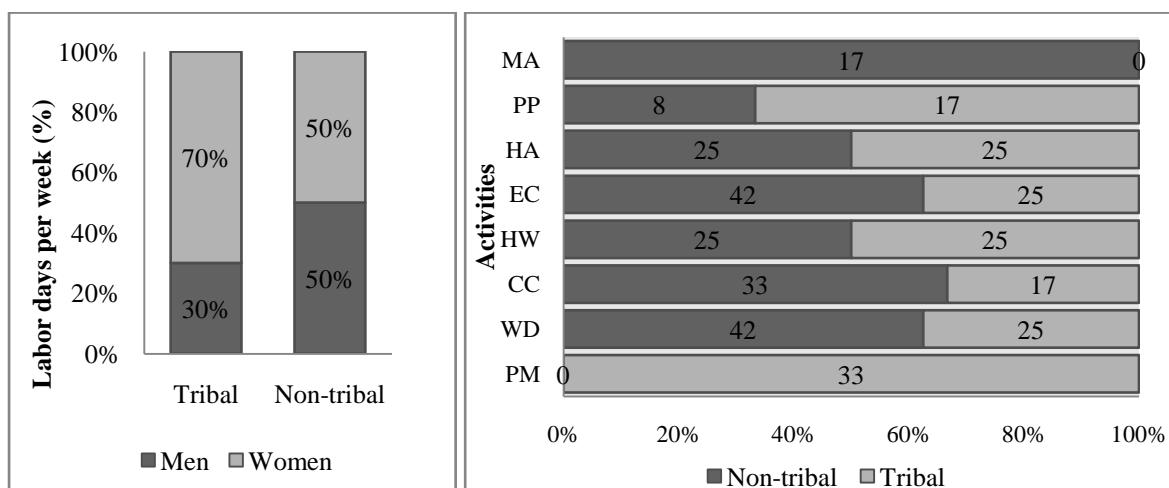 100%
80%
60%
40%
20%
0%
Labor days per week (%)
70%
50%
30%
50%
Tribal Non-tribal
Men Women
Activities
MA 17 0
PP 8 17
HA 25 25
EC 42 25
HW 25 25
CC 33 17
WD 42 25
PM 0 33
0% 20% 40% 60% 80% 100%
Non-tribal Tribal